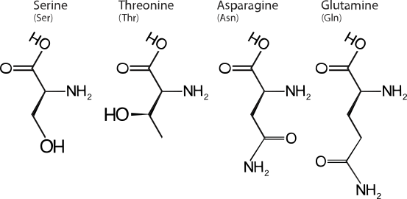 Serine Threonine Asparagine Glutamine
(Ser) (Thr) (Asn) (Gln)
HO HO HO HO
O O O O
NH2 NH2 NH2 NH2
HO
OH O
NH2 O
NH2